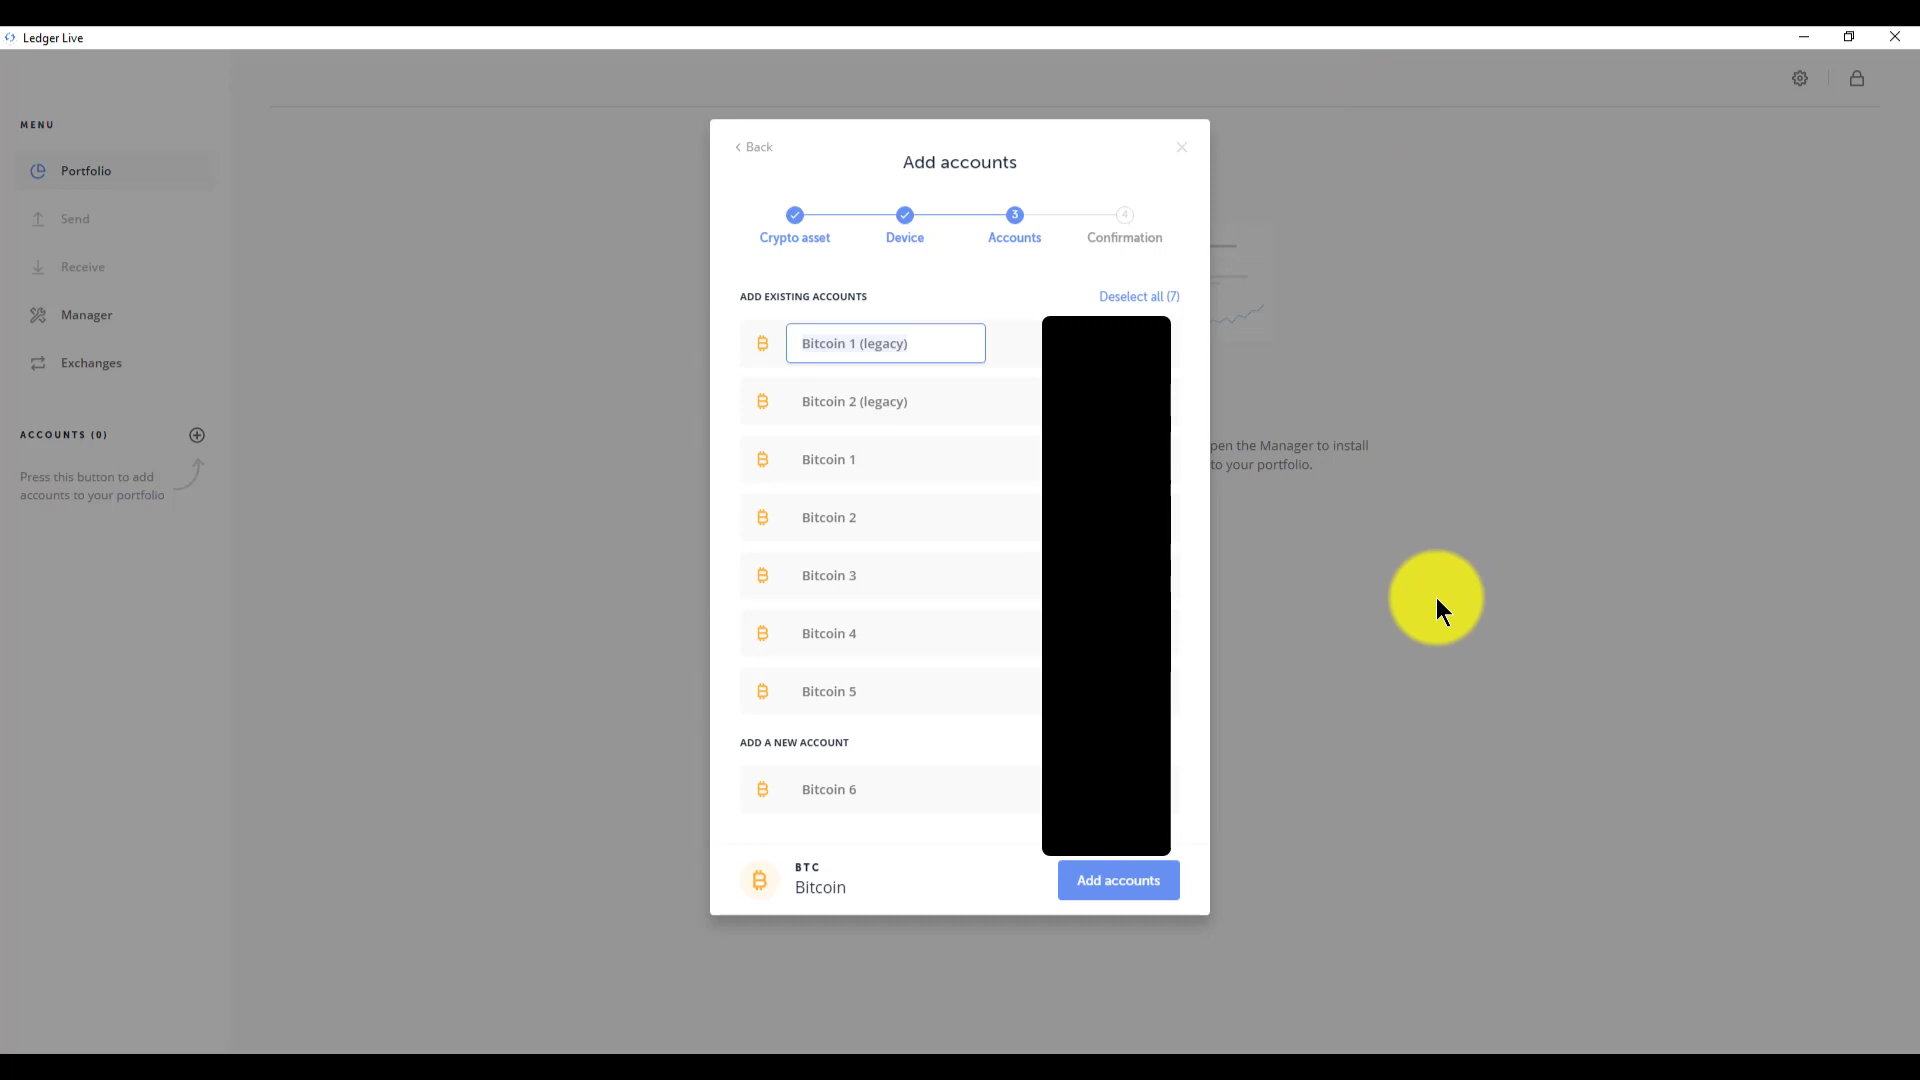 Ledger Live
MENU
Portfolio
Send
Receive
Manager
Exchanges
ACCOUNTS (0)
Press this button to add
accounts to your portfolio
Back
Add accounts
3
4
Crypto asset
Device
Accounts
Confirmation
ADD EXISTING ACCOUNTS
Deselect all (7)
Bitcoin 1 (legacy)
Bitcoin 2 (legacy)
Bitcoin 1
Bitcoin 2
Bitcoin 3
Bitcoin 4
Bitcoin 5
ADD A NEW ACCOUNT
Bitcoin 6
BTC
Bitcoin
Add accounts
pen the Manager to install
to your portfolio.